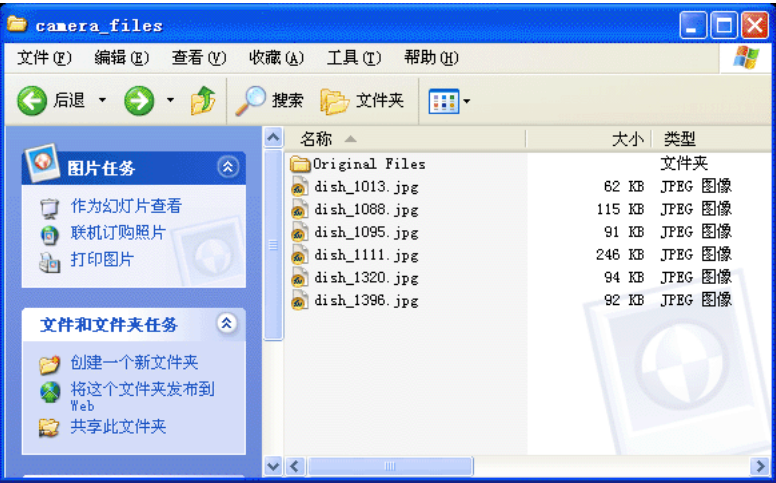 camera_files
文件(F) 编辑(E) 查看(V) 收藏(A) 工具(T) 帮助(H)
后退 搜索 文件夹
名称 大小 类型
图片任务
作为幻灯片查看
联机订购照片
打印图片
文件和文件夹任务
创建一个新文件夹
将这个文件夹发布到
Web
共享此文件夹
Original Files 文件夹
dish_1013.jpg 62 KB JPEG 图像
dish_1088.jpg 115 KB JPEG 图像
dish_1095.jpg 91 KB JPEG 图像
dish_1111.jpg 246 KB JPEG 图像
dish_1320.jpg 94 KB JPEG 图像
dish_1396.jpg 92 KB JPEG 图像